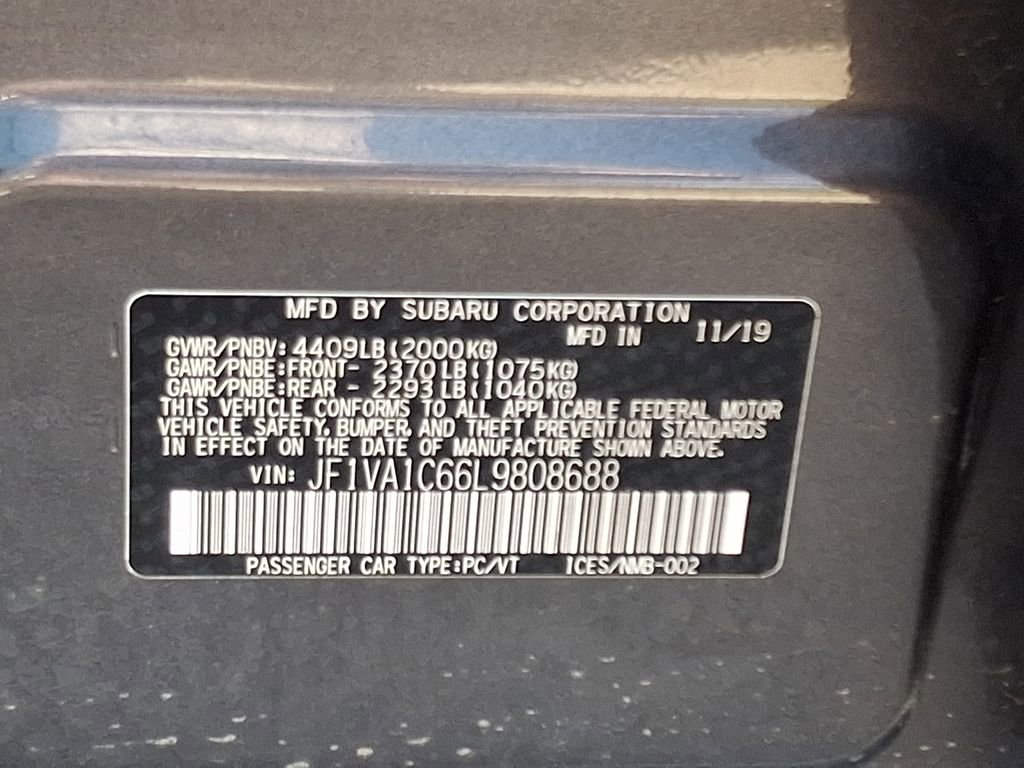 MFD BY SUBARU CORPORATION
MFD IN 11/19
GVWR/PNBV: 4409LB(2000KG)
GAWR/PNBE:FRONT- 2370LB(1075KG)
GAWR/PNBE:REAR - 2293LB(1040KG)
THIS VEHICLE CONFORMS TO ALL APPLICABLE FEDERAL MOTOR
VEHICLE SAFETY, BUMPER, AND THEFT PREVENTION STANDARDS
IN EFFECT ON THE DATE OF MANUFACTURE SHOWN ABOVE.
VIN: JF1VA1C66L9808688
PASSENGER CAR TYPE:PC/VT ICES/NMB-002